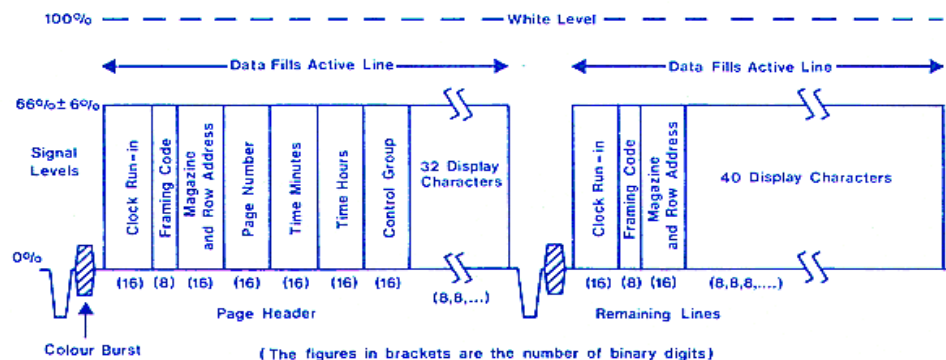 100%
White Level
Data Fills Active Line
Data Fills Active Line
66%±6%
Signal
Levels
Clock Run-in
Framing Code
Magazine
and Row Address
Page Number
Time Minutes
Time Hours
Control Group
32 Display
Characters
Clock Run-in
Framing Code
Magazine
and Row Address
40 Display Characters
0%
(16) (8) (16) (16) (16) (16) (16) (8,8,...) (16) (8) (16) (8,8,8,....)
Page Header
Remaining Lines
Colour Burst
(The figures in brackets are the number of binary digits)